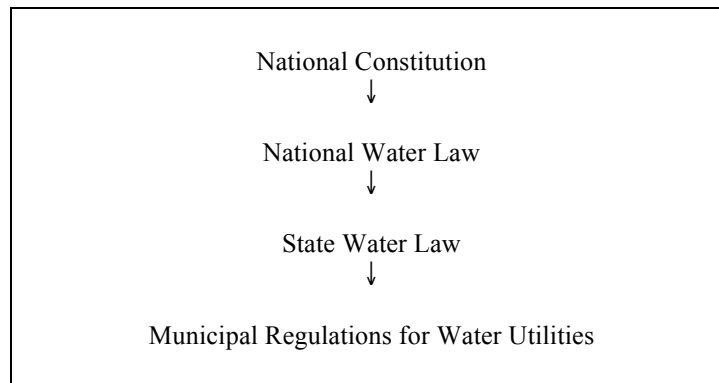 National Constitution
↓
National Water Law
↓
State Water Law
↓
Municipal Regulations for Water Utilities